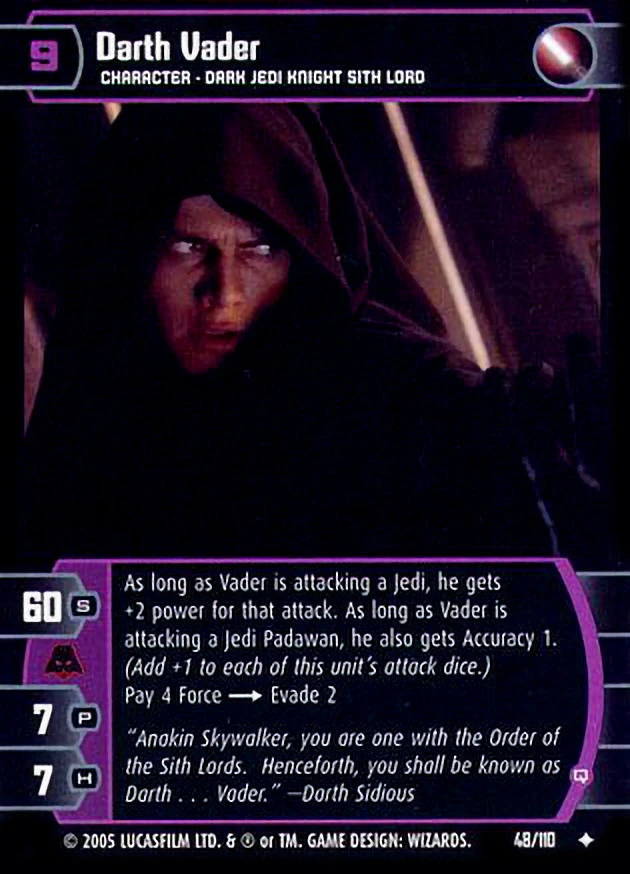 9
Darth Vader
CHARACTER - DARK JEDI KNIGHT SITH LORD
As long as Vader is attacking a Jedi, he gets
+2 power for that attack. As long as Vader is
attacking a Jedi Padawan, he also gets Accuracy 1.
(Add +1 to each of this unit's attack dice.)
Pay 4 Force → Evade 2
"Anakin Skywalker, you are one with the Order of
the Sith Lords. Henceforth, you shall be known as
Darth . . . Vader." —Darth Sidious
60 S
7 P
7 H
© 2005 LUCASFILM LTD. & ® or TM. GAME DESIGN: WIZARDS. 48/110